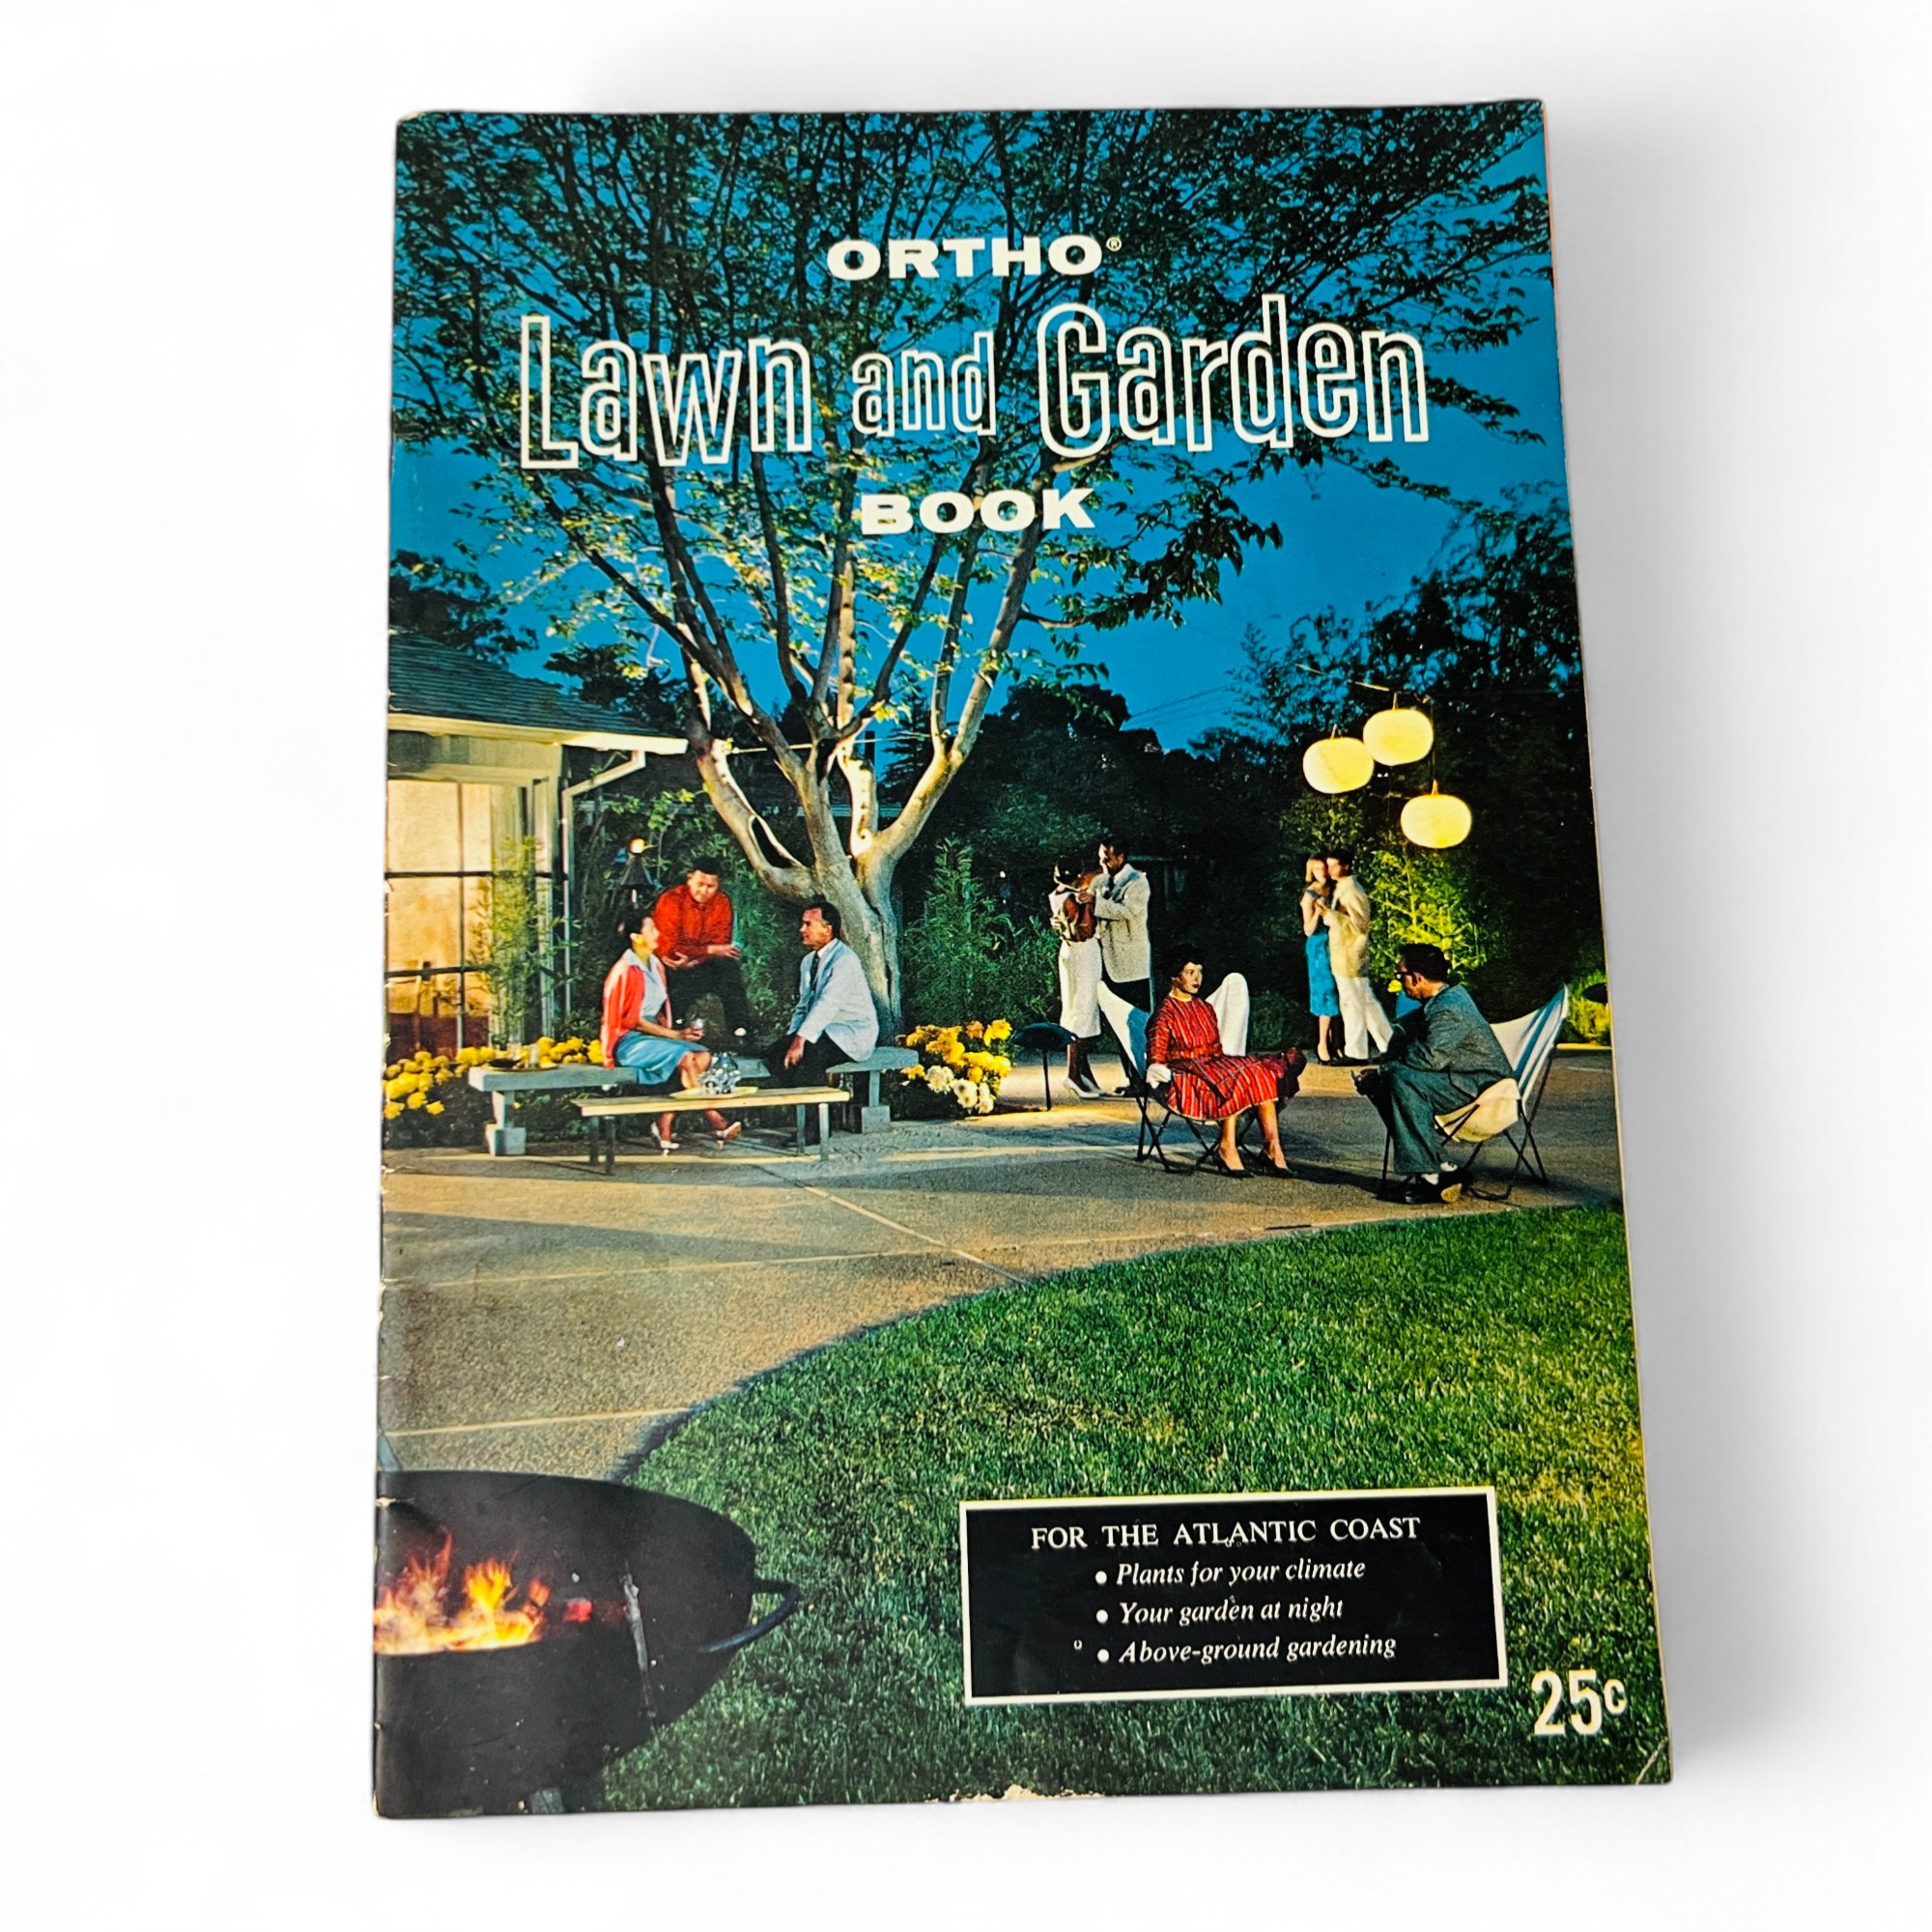 ORTHO®
Lawn and Garden
BOOK
FOR THE ATLANTIC COAST
• Plants for your climate
• Your garden at night
• Above-ground gardening
25c